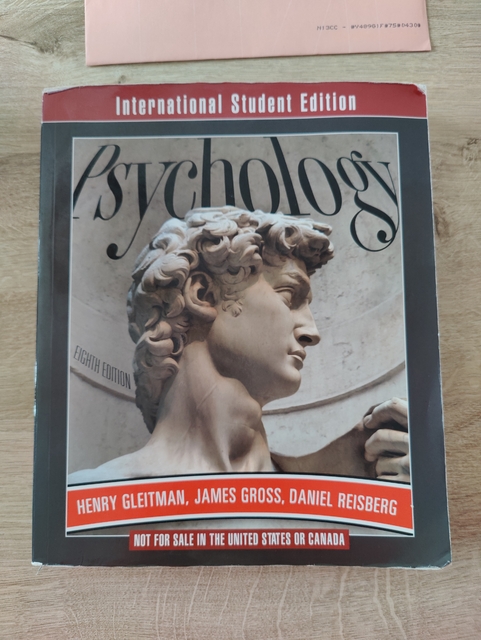 International Student Edition
Psychology
EIGHTH EDITION
HENRY GLEITMAN, JAMES GROSS, DANIEL REISBERG
NOT FOR SALE IN THE UNITED STATES OR CANADA